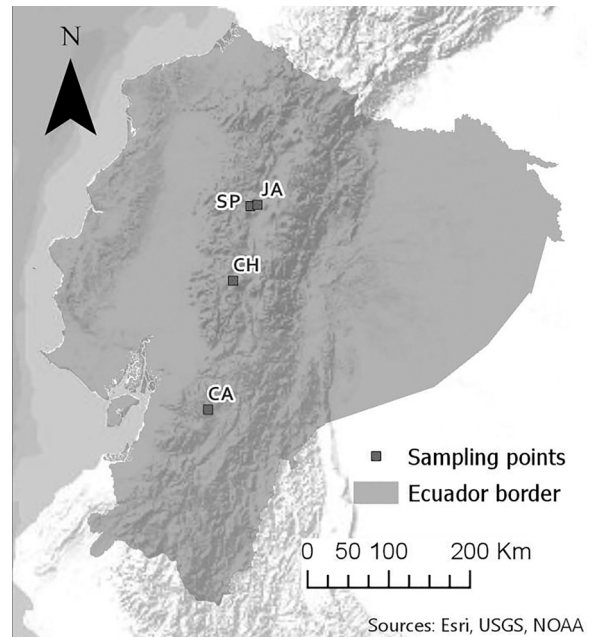 N
SP JA
CH
CA
Sampling points
Ecuador border
0 50 100 200 Km
Sources: Esri, USGS, NOAA